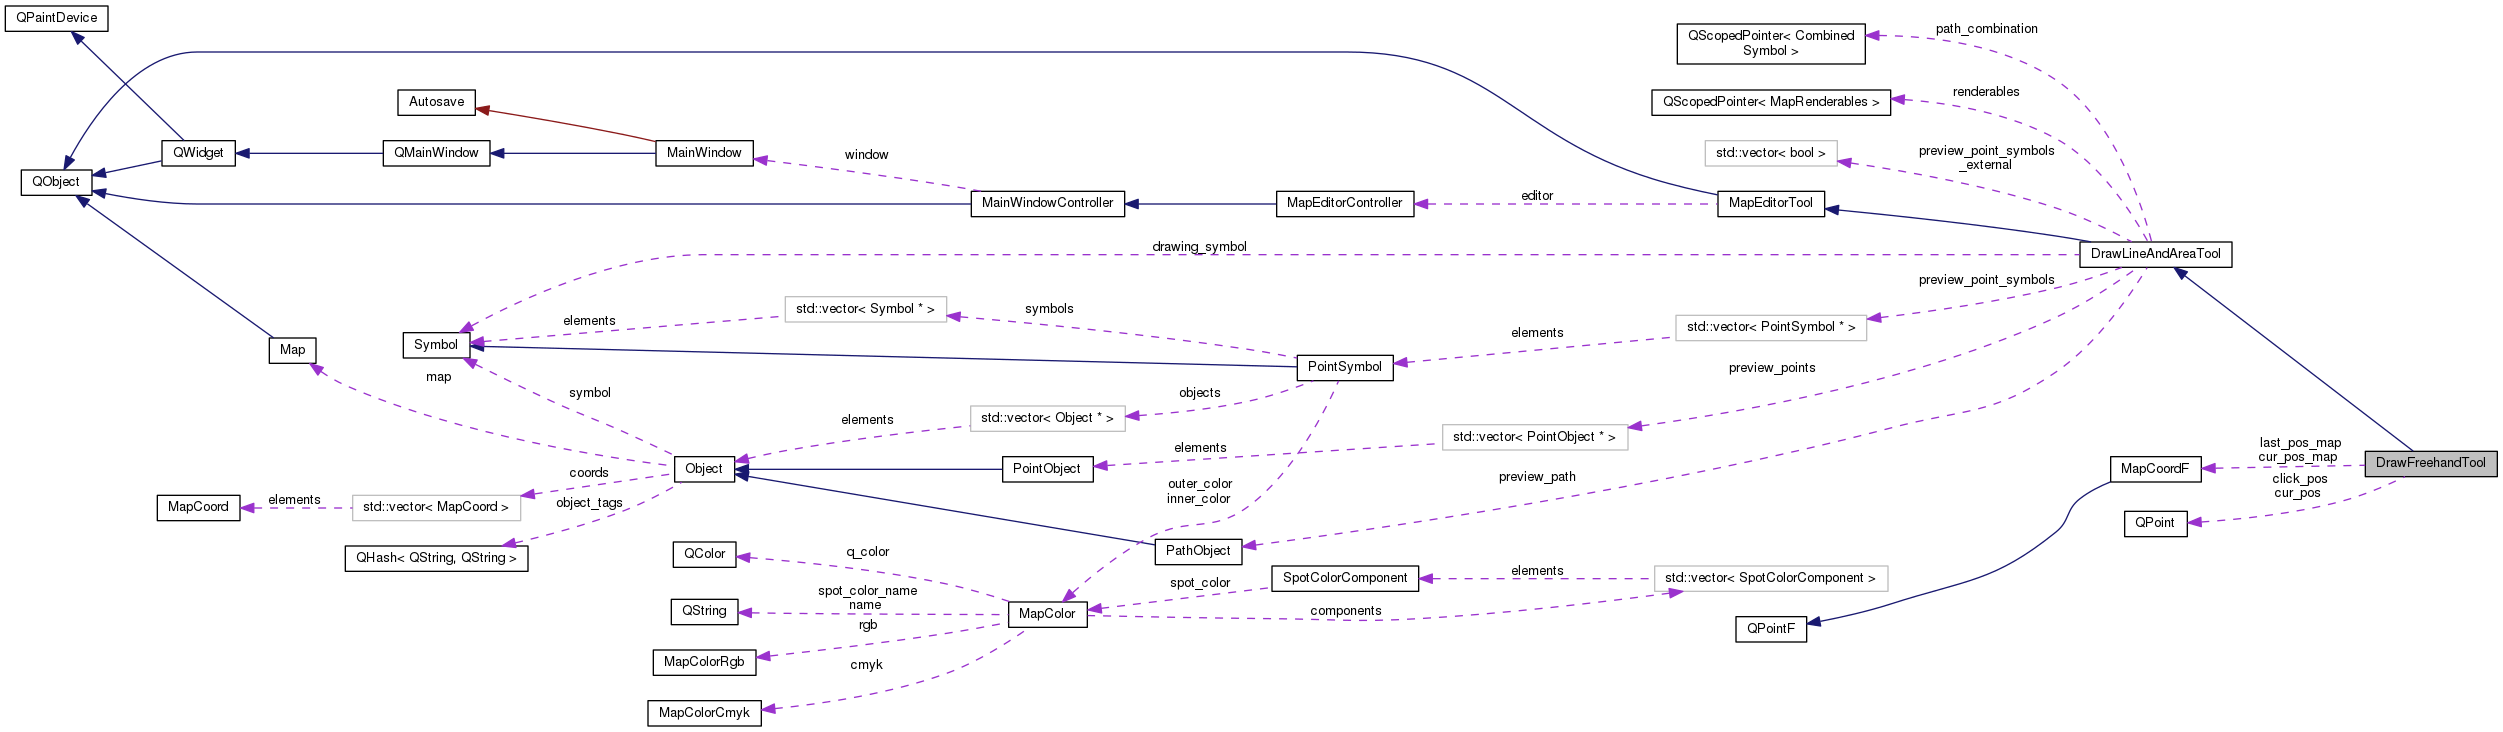 QPaintDevice
path_combination
QScopedPointer< Combined
Symbol >
Autosave
renderables
QScopedPointer< MapRenderables >
QWidget
QMainWindow
MainWindow
window
std::vector< bool >
preview_point_symbols
_external
QObject
MainWindowController
MapEditorController
editor
MapEditorTool
drawing_symbol
DrawLineAndAreaTool
preview_point_symbols
std::vector< Symbol * >
symbols
elements
std::vector< PointSymbol * >
elements
Map
Symbol
PointSymbol
preview_points
map
symbol
objects
elements
std::vector< Object * >
std::vector< PointObject * >
elements
last_pos_map
cur_pos_map
DrawFreehandTool
Object
PointObject
MapCoordF
coords
outer_color
inner_color
preview_path
click_pos
cur_pos
elements
MapCoord
std::vector< MapCoord >
object_tags
QPoint
QHash< QString, QString >
QColor
q_color
PathObject
spot_color
SpotColorComponent
elements
std::vector< SpotColorComponent >
spot_color_name
name
QString
MapColor
components
rgb
QPointF
MapColorRgb
cmyk
MapColorCmyk